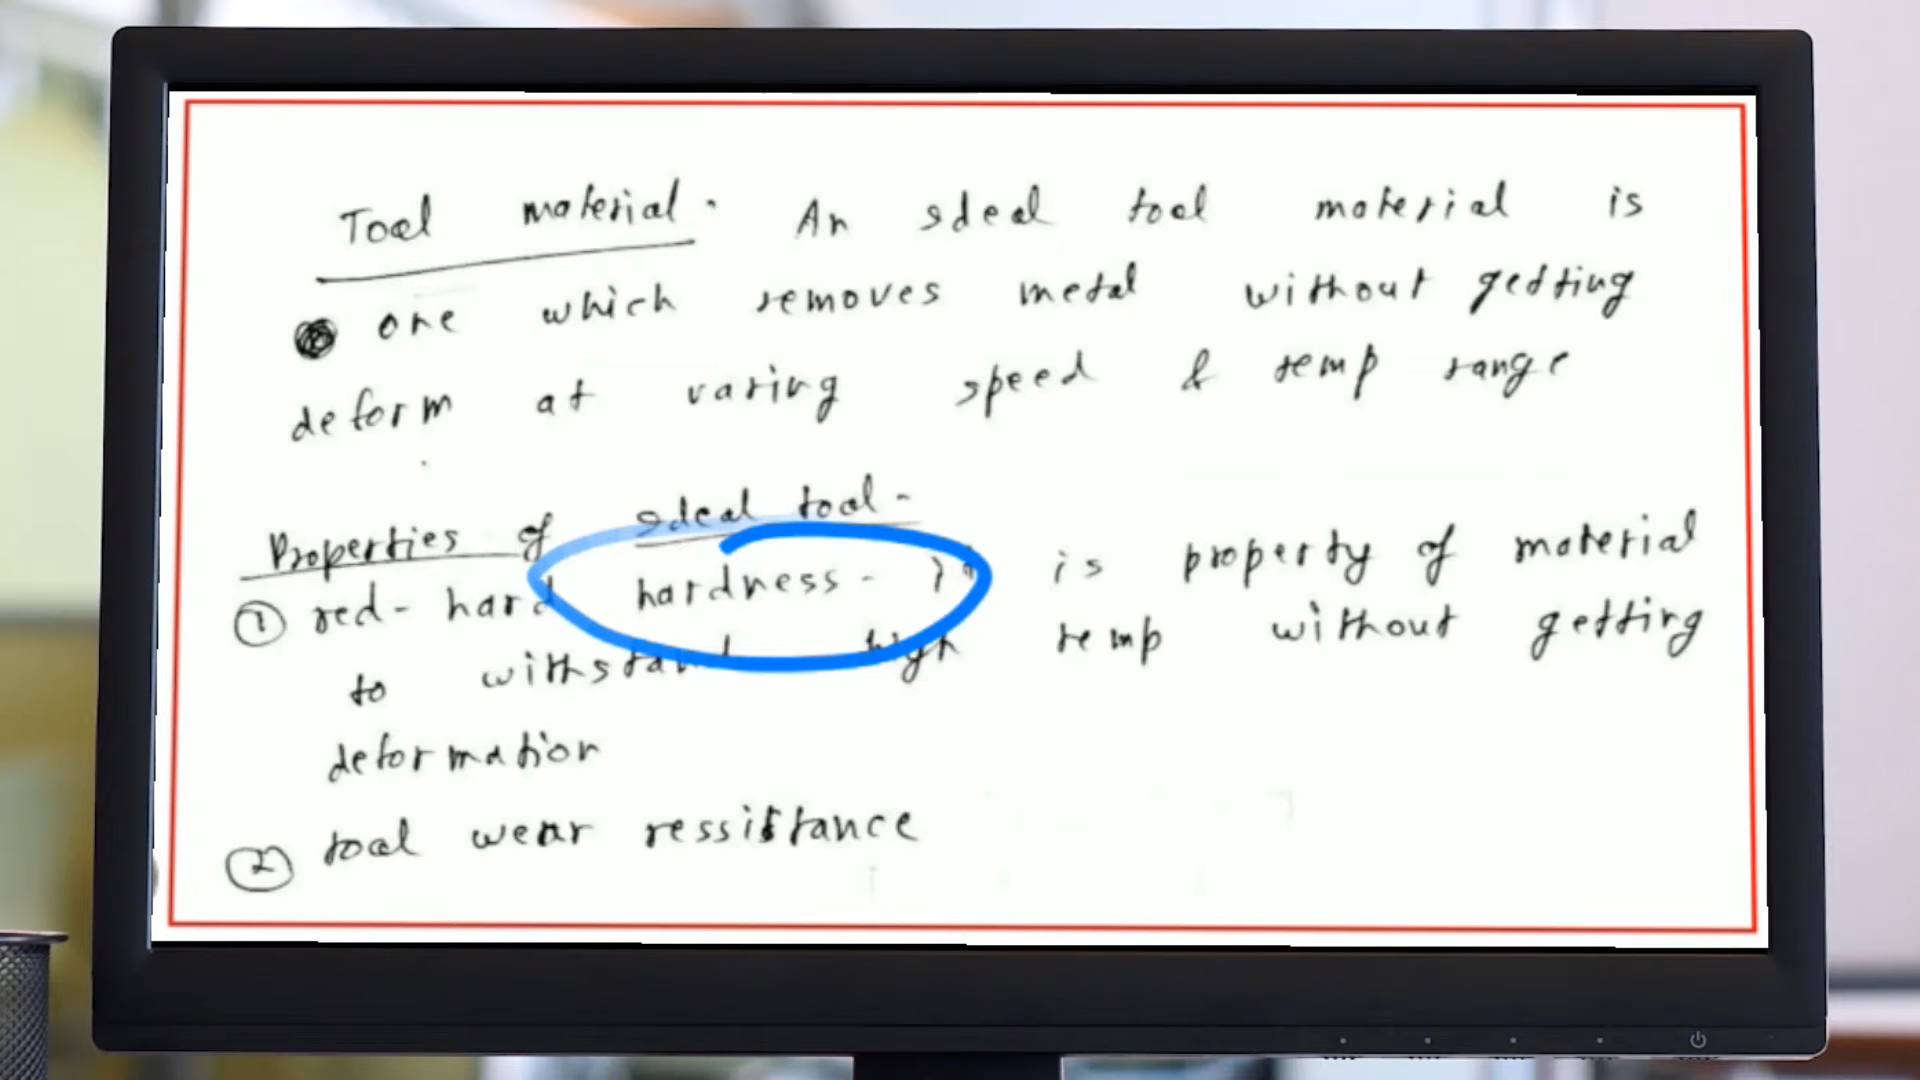 Tool material. An ideal tool material is
one which removes metal without getting
deform at varing speed & temp range
Properties of ideal tool -
① red- hard hardness - it is property of material
to withstand high temp without getting
deformation
② tool wear ressistance